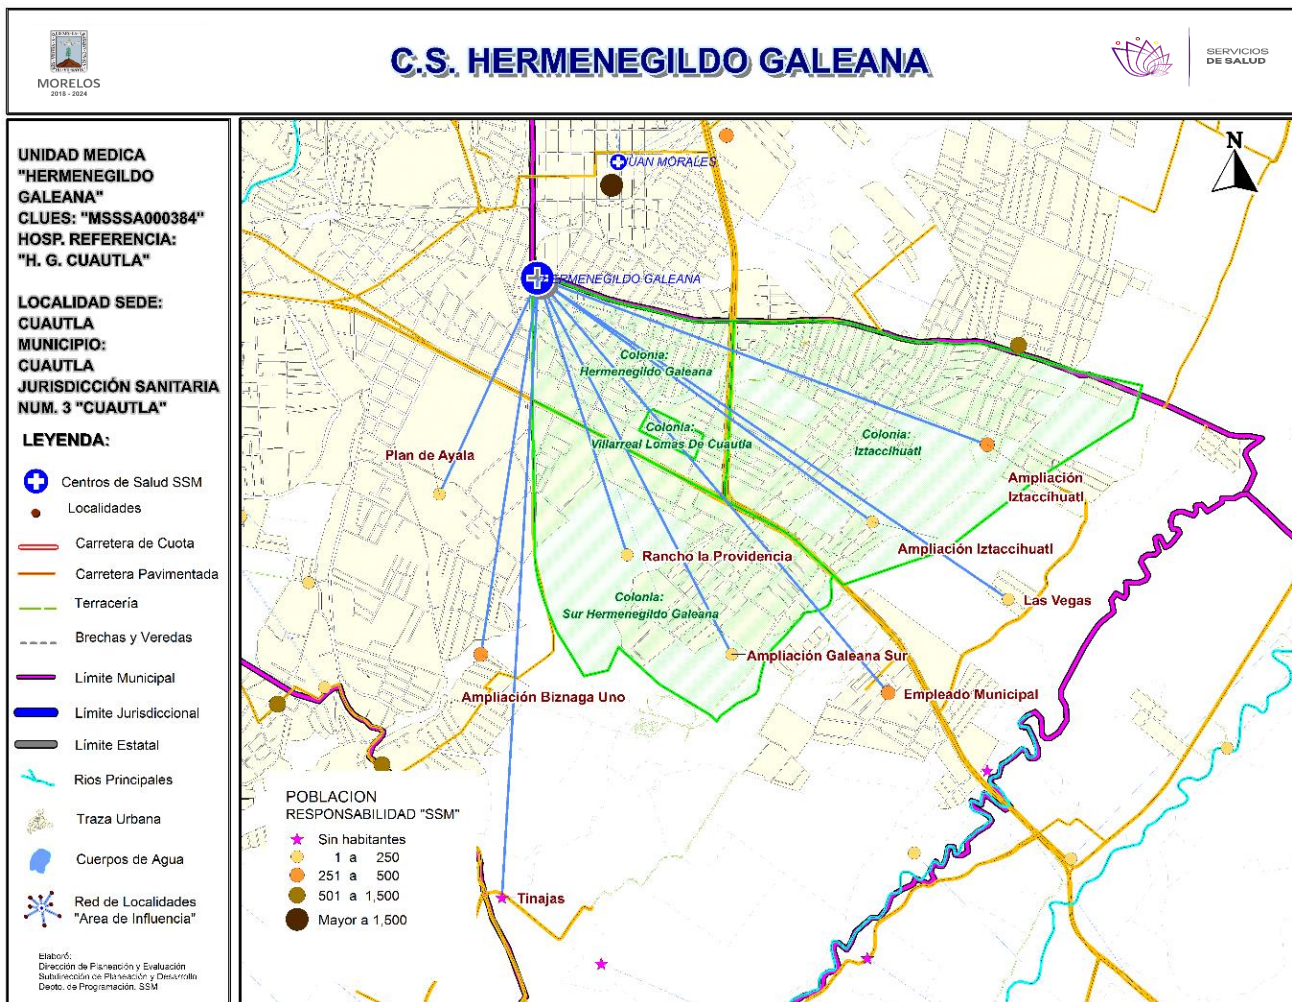 MORELOS
2018 - 2024
C.S. HERMENEGILDO GALEANA
SERVICIOS
DE SALUD
UNIDAD MEDICA
"HERMENEGILDO
GALEANA"
CLUES: "MSSSA000384"
HOSP. REFERENCIA:
"H. G. CUAUTLA"
LOCALIDAD SEDE:
CUAUTLA
MUNICIPIO:
CUAUTLA
JURISDICCIÓN SANITARIA
NUM. 3 "CUAUTLA"
LEYENDA:
Centros de Salud SSM
Localidades
Carretera de Cuota
Carretera Pavimentada
Terracería
Brechas y Veredas
Límite Municipal
Límite Jurisdiccional
Límite Estatal
Rios Principales
Traza Urbana
Cuerpos de Agua
Red de Localidades
"Area de Influencia"
Elaboró:
Dirección de Planeación y Evaluación
Subdirección de Planeación y Desarrollo
Depto. de Programación. SSM
N
JUAN MORALES
HERMENEGILDO GALEANA
Colonia:
Hermenegildo Galeana
Colonia:
Villarreal Lomas De Cuautla
Colonia:
Iztaccihuatl
Plan de Ayala
Ampliación
Iztaccíhuatl
Rancho la Providencia
Ampliación Iztaccíhuatl
Las Vegas
Colonia:
Sur Hermenegildo Galeana
Ampliación Galeana Sur
Ampliación Biznaga Uno
Empleado Municipal
Tinajas
POBLACION
RESPONSABILIDAD "SSM"
Sin habitantes
1 a 250
251 a 500
501 a 1,500
Mayor a 1,500